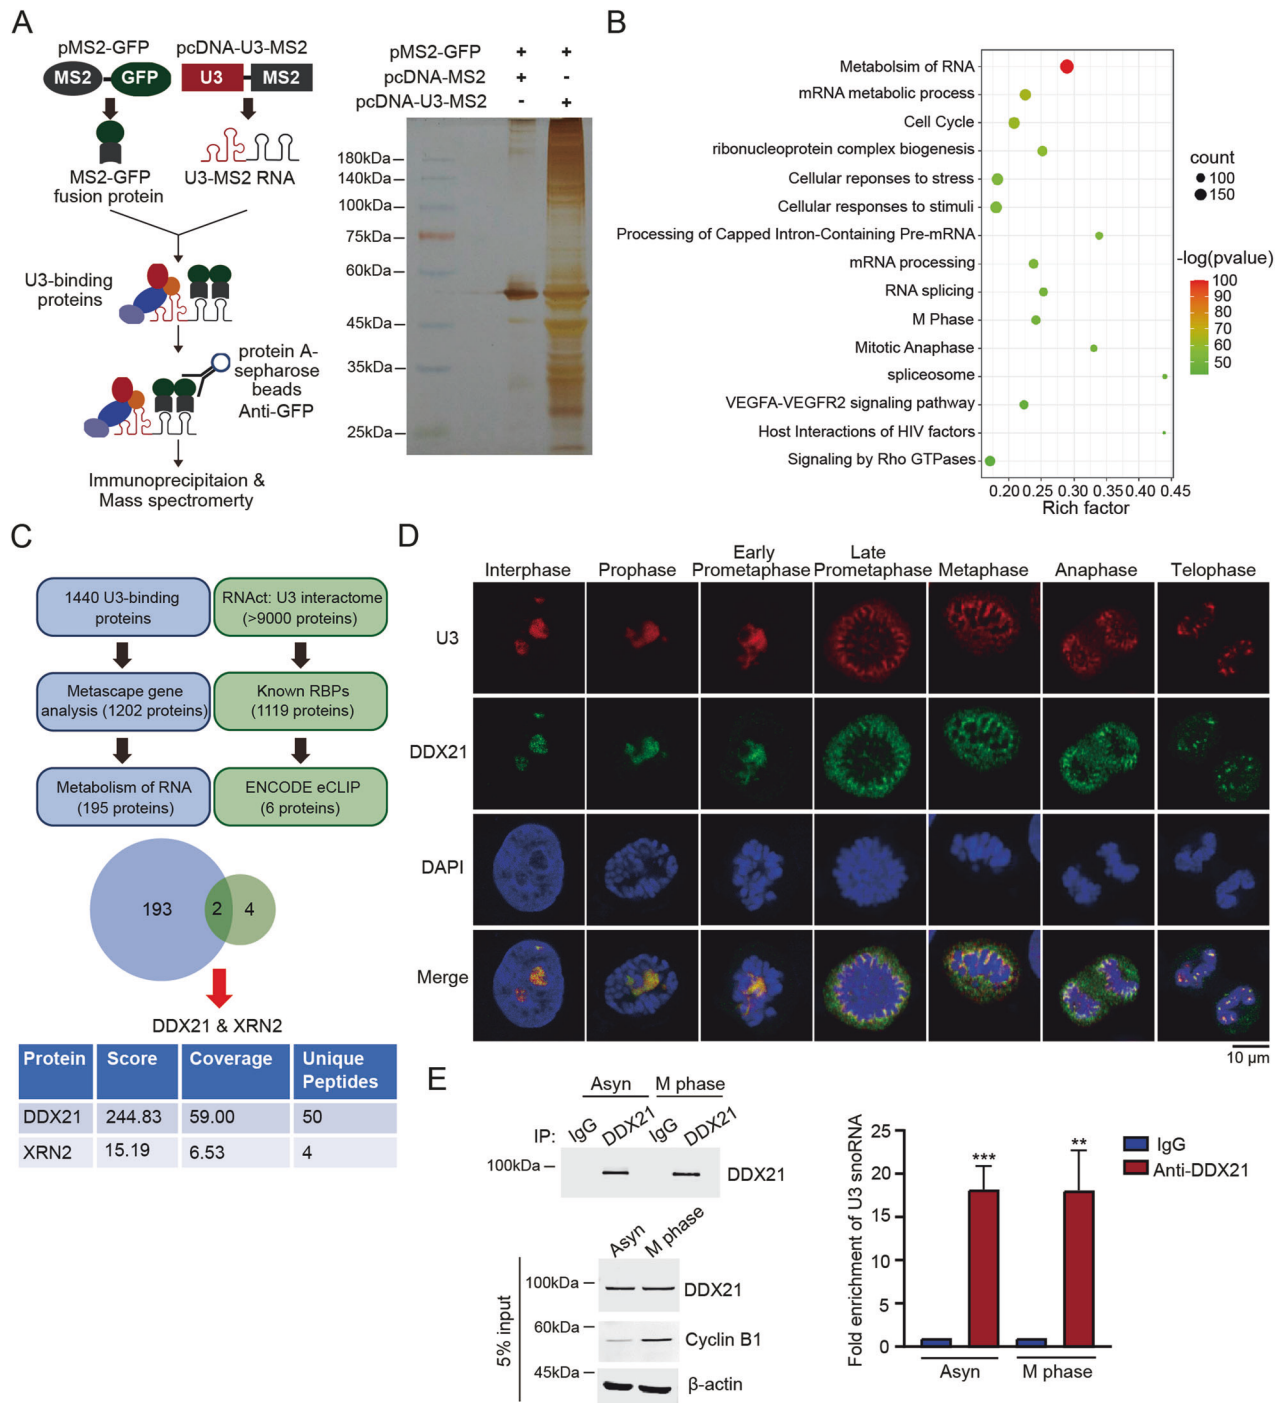 A
pMS2-GFP
pcDNA-U3-MS2
MS2
GFP
U3
MS2
MS2-GFP
fusion protein
U3-MS2 RNA
U3-binding
proteins
protein A-
sepharose
beads
Anti-GFP
Immunoprecipitaion &
Mass spectromerty
pMS2-GFP + +
pcDNA-MS2 + -
pcDNA-U3-MS2 - +
180kDa
140kDa
100kDa
75kDa
60kDa
45kDa
35kDa
25kDa
B
Metabolsim of RNA
mRNA metabolic process
Cell Cycle
ribonucleoprotein complex biogenesis
Cellular reponses to stress
Cellular responses to stimuli
Processing of Capped Intron-Containing Pre-mRNA
mRNA processing
RNA splicing
M Phase
Mitotic Anaphase
spliceosome
VEGFA-VEGFR2 signaling pathway
Host Interactions of HIV factors
Signaling by Rho GTPases
0.20 0.25 0.30 0.35 0.40 0.45
Rich factor
count
100
150
-log(pvalue)
100
90
80
70
60
50
C
1440 U3-binding
proteins
RNAct: U3 interactome
(>9000 proteins)
Metascape gene
analysis (1202 proteins)
Known RBPs
(1119 proteins)
Metabolism of RNA
(195 proteins)
ENCODE eCLIP
(6 proteins)
193 2 4
DDX21 & XRN2
Protein Score Coverage Unique
Peptides
DDX21 244.83 59.00 50
XRN2 15.19 6.53 4
D
Interphase
Prophase
Early
Prometaphase
Late
Prometaphase
Metaphase
Anaphase
Telophase
U3
DDX21
DAPI
Merge
10 μm
E
Asyn M phase
IP: IgG DDX21 IgG DDX21
100kDa
DDX21
Asyn M phase
5% input
100kDa
DDX21
60kDa
Cyclin B1
45kDa
β-actin
Fold enrichment of U3 snoRNA
25
20
15
10
5
0
***
**
Asyn
M phase
IgG
Anti-DDX21